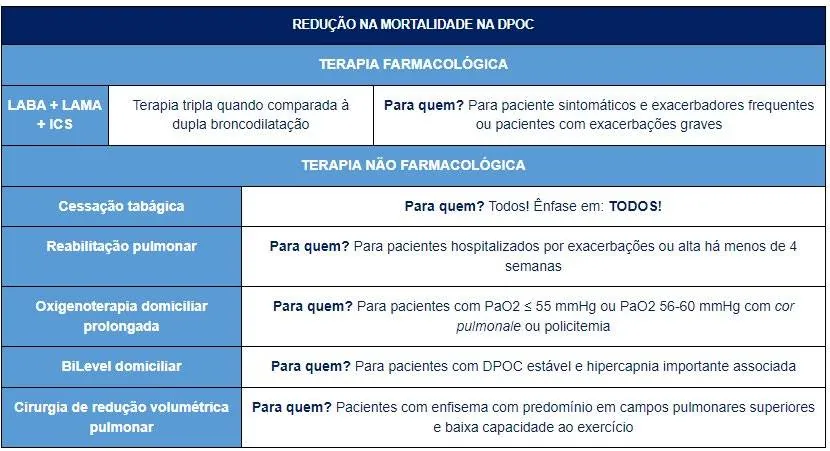 REDUÇÃO NA MORTALIDADE NA DPOC
TERAPIA FARMACOLÓGICA
LABA + LAMA
+ ICS
Terapia tripla quando comparada à
dupla broncodilatação
Para quem? Para paciente sintomáticos e exacerbadores frequentes
ou pacientes com exacerbações graves
TERAPIA NÃO FARMACOLÓGICA
Cessação tabágica
Para quem? Todos! Ênfase em: TODOS!
Reabilitação pulmonar
Para quem? Para pacientes hospitalizados por exacerbações ou alta há menos de 4
semanas
Oxigenoterapia domiciliar
prolongada
Para quem? Para pacientes com PaO2 ≤ 55 mmHg ou PaO2 56-60 mmHg com cor
pulmonale ou policitemia
BiLevel domiciliar
Para quem? Para pacientes com DPOC estável e hipercapnia importante associada
Cirurgia de redução volumétrica
pulmonar
Para quem? Pacientes com enfisema com predomínio em campos pulmonares superiores
e baixa capacidade ao exercício